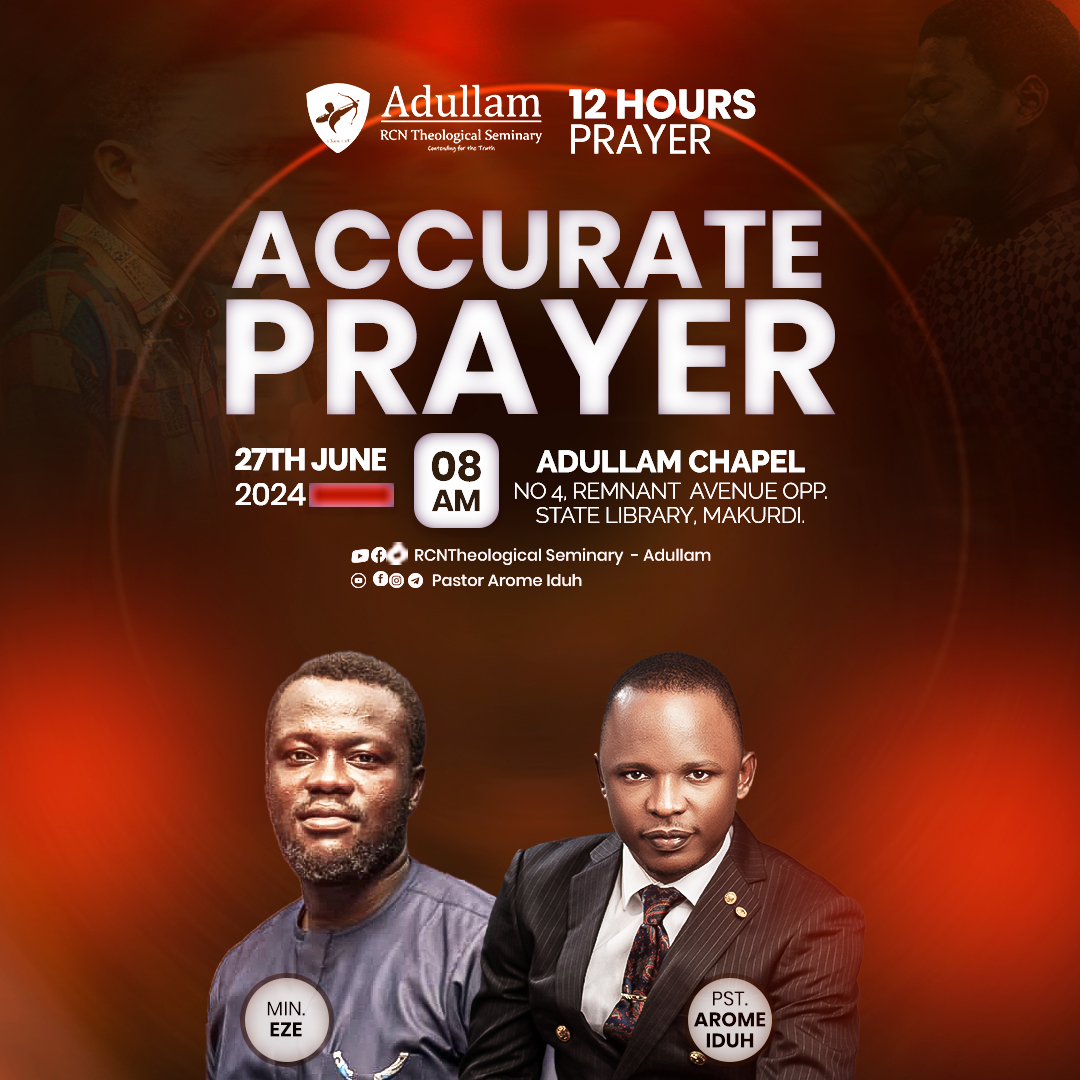 Adullam
RCN Theological Seminary
Contending for the Truth
12 HOURS
PRAYER
ACCURATE
PRAYER
27TH JUNE
2024
08
AM
ADULLAM CHAPEL
NO 4, REMNANT AVENUE OPP.
STATE LIBRARY, MAKURDI.
RCNTheological Seminary - Adullam
Pastor Arome Iduh
MIN.
EZE
PST.
AROME
IDUH